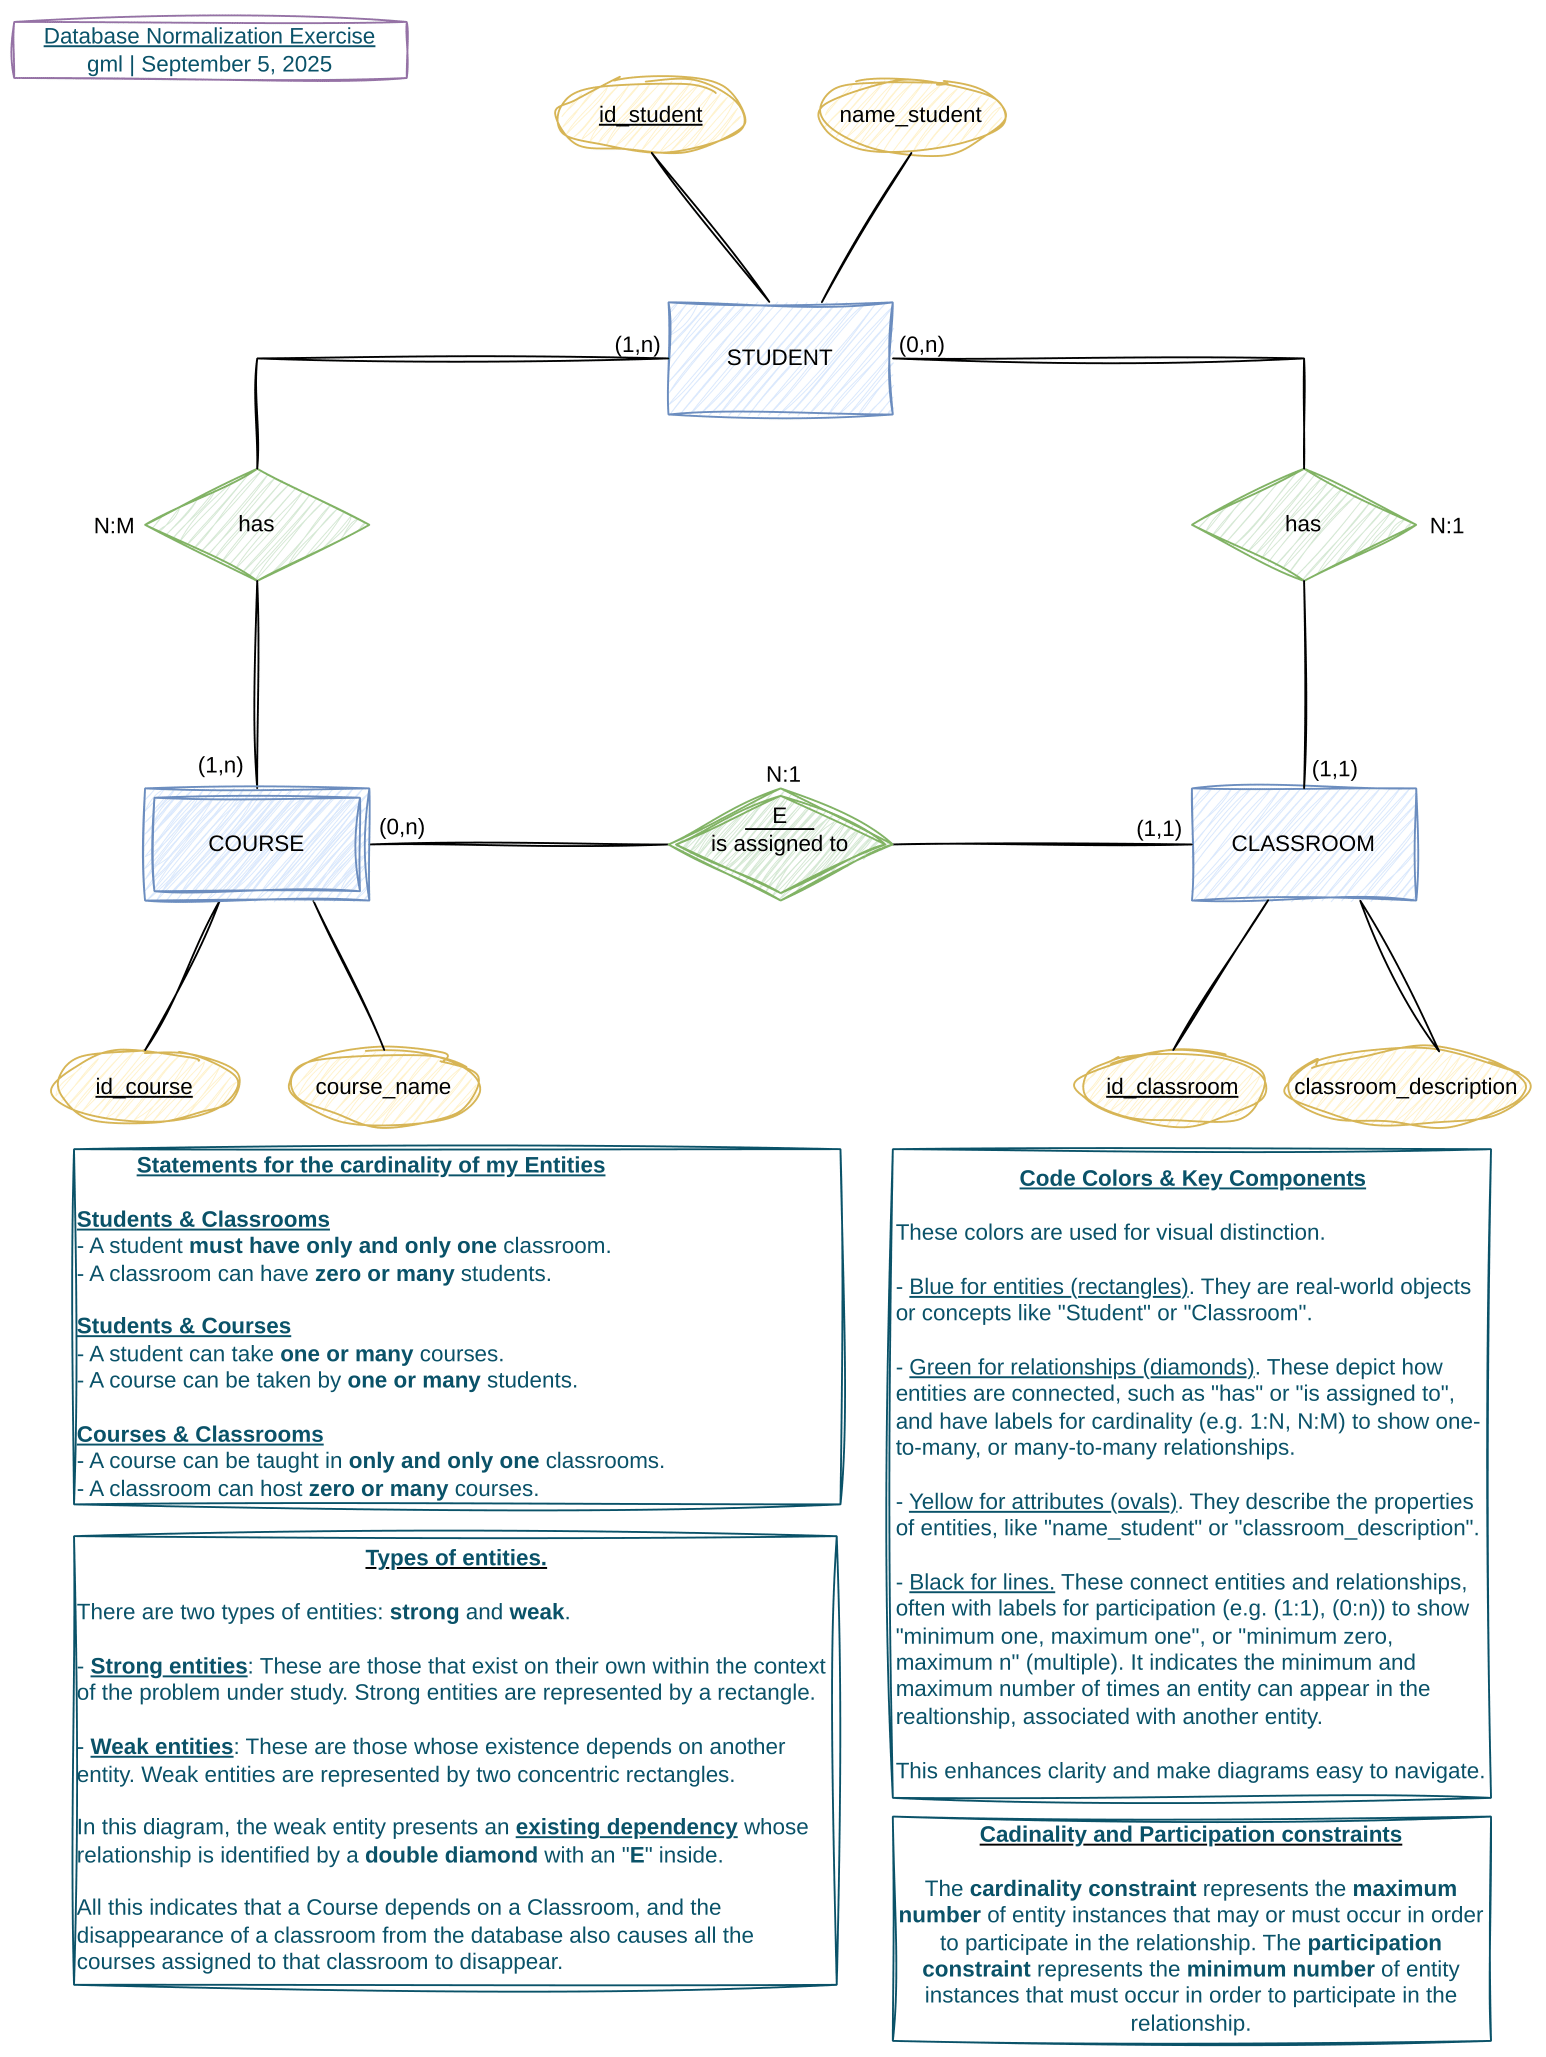 Database Normalization Exercise
gml | September 5, 2025
id_student
name_student
(1,n)
STUDENT
(0,n)
N:M
has
has
N:1
(1,n)
N:1
(1,1)
COURSE
(0,n)
E
is assigned to
(1,1)
CLASSROOM
id_course
course_name
id_classroom
classroom_description
Statements for the cardinality of my Entities
Students & Classrooms
- A student must have only and only one classroom.
- A classroom can have zero or many students.
Students & Courses
- A student can take one or many courses.
- A course can be taken by one or many students.
Courses & Classrooms
- A course can be taught in only and only one classrooms.
- A classroom can host zero or many courses.
Types of entities.
There are two types of entities: strong and weak.
- Strong entities: These are those that exist on their own within the context
of the problem under study. Strong entities are represented by a rectangle.
- Weak entities: These are those whose existence depends on another
entity. Weak entities are represented by two concentric rectangles.
In this diagram, the weak entity presents an existing dependency whose
relationship is identified by a double diamond with an "E" inside.
All this indicates that a Course depends on a Classroom, and the
disappearance of a classroom from the database also causes all the
courses assigned to that classroom to disappear.
Code Colors & Key Components
These colors are used for visual distinction.
- Blue for entities (rectangles). They are real-world objects
or concepts like "Student" or "Classroom".
- Green for relationships (diamonds). These depict how
entities are connected, such as "has" or "is assigned to",
and have labels for cardinality (e.g. 1:N, N:M) to show one-
to-many, or many-to-many relationships.
- Yellow for attributes (ovals). They describe the properties
of entities, like "name_student" or "classroom_description".
- Black for lines. These connect entities and relationships,
often with labels for participation (e.g. (1:1), (0:n)) to show
"minimum one, maximum one", or "minimum zero,
maximum n" (multiple). It indicates the minimum and
maximum number of times an entity can appear in the
realtionship, associated with another entity.
This enhances clarity and make diagrams easy to navigate.
Cadinality and Participation constraints
The cardinality constraint represents the maximum
number of entity instances that may or must occur in order
to participate in the relationship. The participation
constraint represents the minimum number of entity
instances that must occur in order to participate in the
relationship.